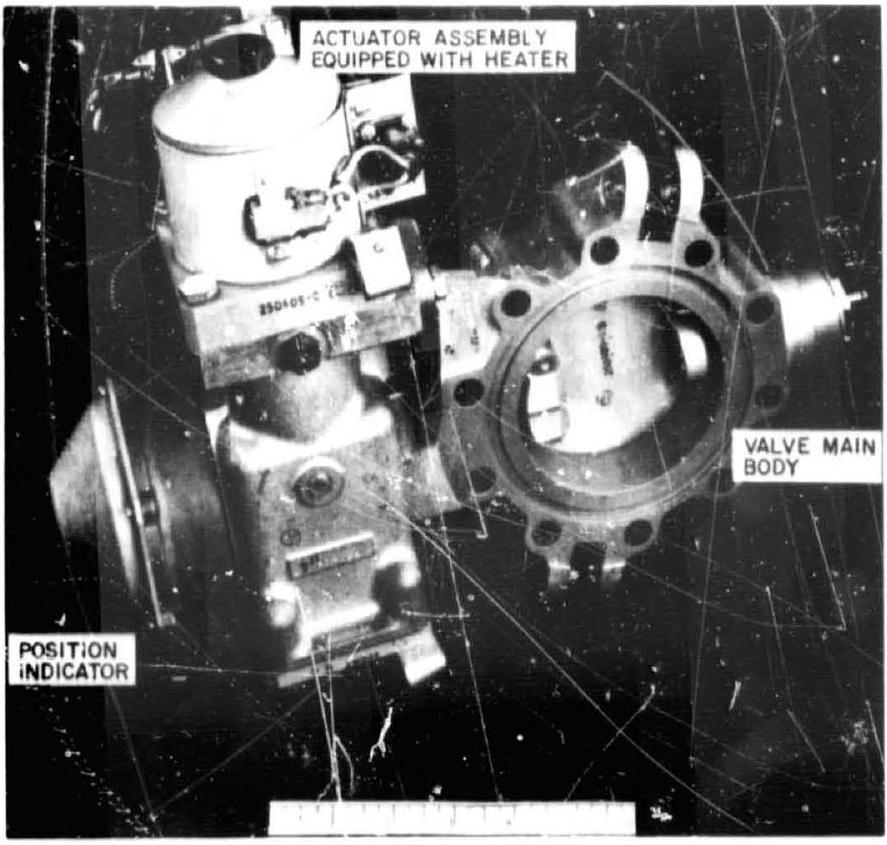 ACTUATOR ASSEMBLY
EQUIPPED WITH HEATER
VALVE MAIN
BODY
POSITION
INDICATOR